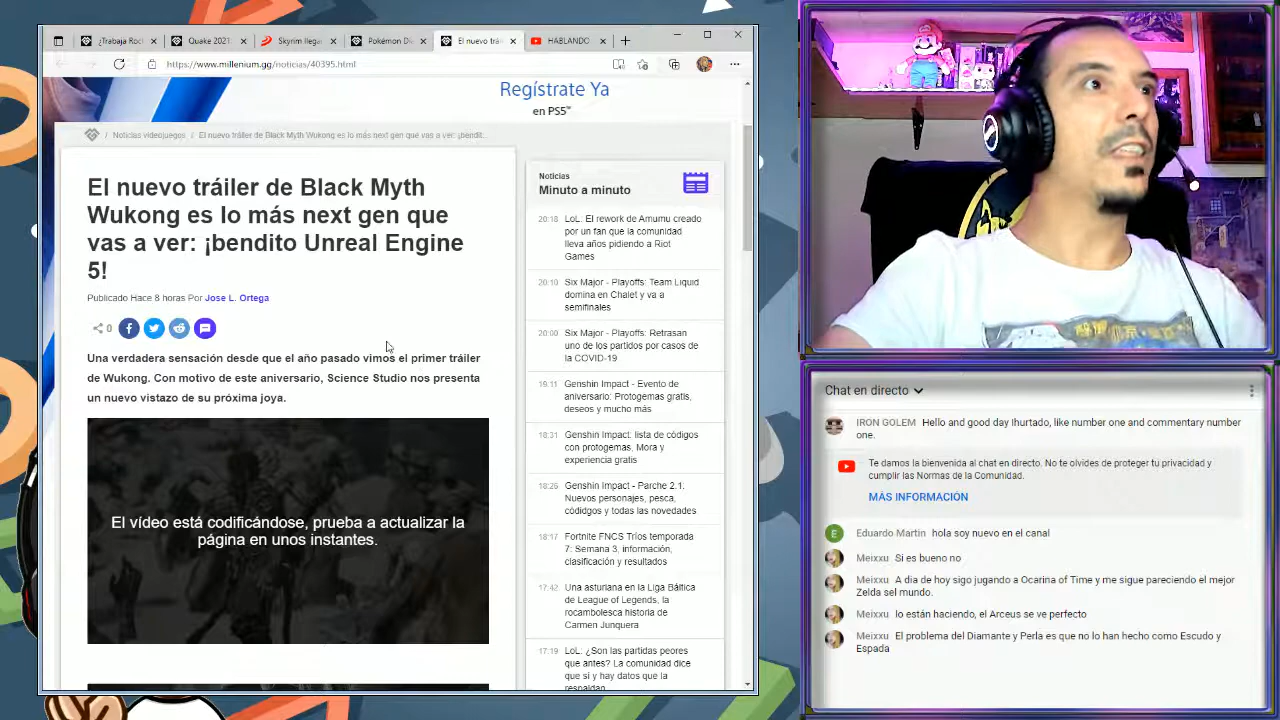 ¿Trabaja Roc
Quake 2021
Skyrim llega
Pokémon Di
El nuevo trái
HABLANDO
https://www.millenium.gg/noticias/40395.html
Regístrate Ya
en PS5™
/ Noticias videojuegos / El nuevo tráiler de Black Myth Wukong es lo más next gen que vas a ver: ¡bendit...
El nuevo tráiler de Black Myth
Wukong es lo más next gen que
vas a ver: ¡bendito Unreal Engine
5!
Publicado Hace 8 horas Por Jose L. Ortega
0
Una verdadera sensación desde que el año pasado vimos el primer tráiler
de Wukong. Con motivo de este aniversario, Science Studio nos presenta
un nuevo vistazo de su próxima joya.
El vídeo está codificándose, prueba a actualizar la
página en unos instantes.
Noticias
Minuto a minuto
20:18 LoL: El rework de Amumu creado
por un fan que la comunidad
lleva años pidiendo a Riot
Games
20:10 Six Major - Playoffs: Team Liquid
domina en Chalet y va a
semifinales
20:00 Six Major - Playoffs: Retrasan
uno de los partidos por casos de
la COVID-19
19:11 Genshin Impact - Evento de
aniversario: Protogemas gratis,
deseos y mucho más
18:31 Genshin Impact: lista de códigos
con protogemas, Mora y
experiencia gratis
18:26 Genshin Impact - Parche 2.1:
Nuevos personajes, pesca,
códidgos y todas las novedades
18:17 Fortnite FNCS Tríos temporada
7: Semana 3, información,
clasificación y resultados
17:42 Una asturiana en la Liga Báltica
de League of Legends, la
rocambolesca historia de
Carmen Junquera
17:19 LoL: ¿Son las partidas peores
que antes? La comunidad dice
que sí y hay datos que la
respaldan
Chat en directo
IRON GOLEM Hello and good day lhurtado, like number one and commentary number
one.
Te damos la bienvenida al chat en directo. No te olvides de proteger tu privacidad y
cumplir las Normas de la Comunidad.
MÁS INFORMACIÓN
Eduardo Martin hola soy nuevo en el canal
Meixxu Si es bueno no
Meixxu A dia de hoy sigo jugando a Ocarina of Time y me sigue pareciendo el mejor
Zelda sel mundo.
Meixxu lo están haciendo, el Arceus se ve perfecto
Meixxu El problema del Diamante y Perla es que no lo han hecho como Escudo y
Espada